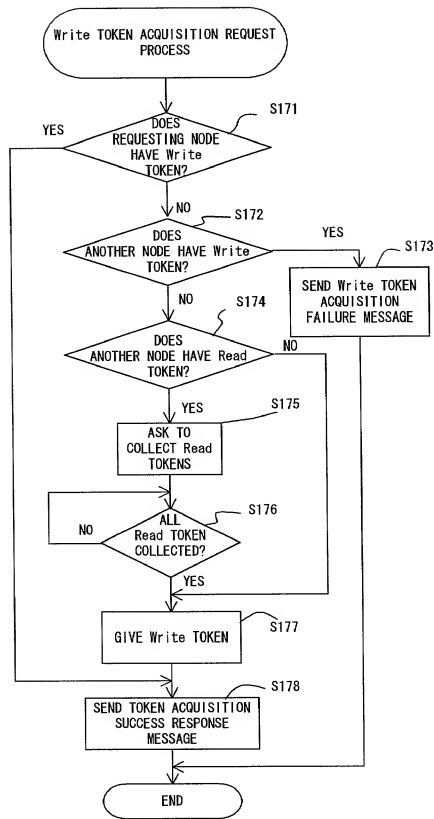 Write TOKEN ACQUISITION REQUEST
PROCESS
S171
YES
DOES
REQUESTING NODE
HAVE Write
TOKEN?
NO
S172
DOES
ANOTHER NODE HAVE Write
TOKEN?
YES
S173
SEND Write TOKEN
ACQUISITION
FAILURE MESSAGE
NO
S174
DOES
ANOTHER NODE HAVE Read
TOKEN?
NO
YES
S175
ASK TO
COLLECT Read
TOKENS
S176
ALL
Read TOKEN
COLLECTED?
NO
YES
S177
GIVE Write TOKEN
S178
SEND TOKEN ACQUISITION
SUCCESS RESPONSE
MESSAGE
END